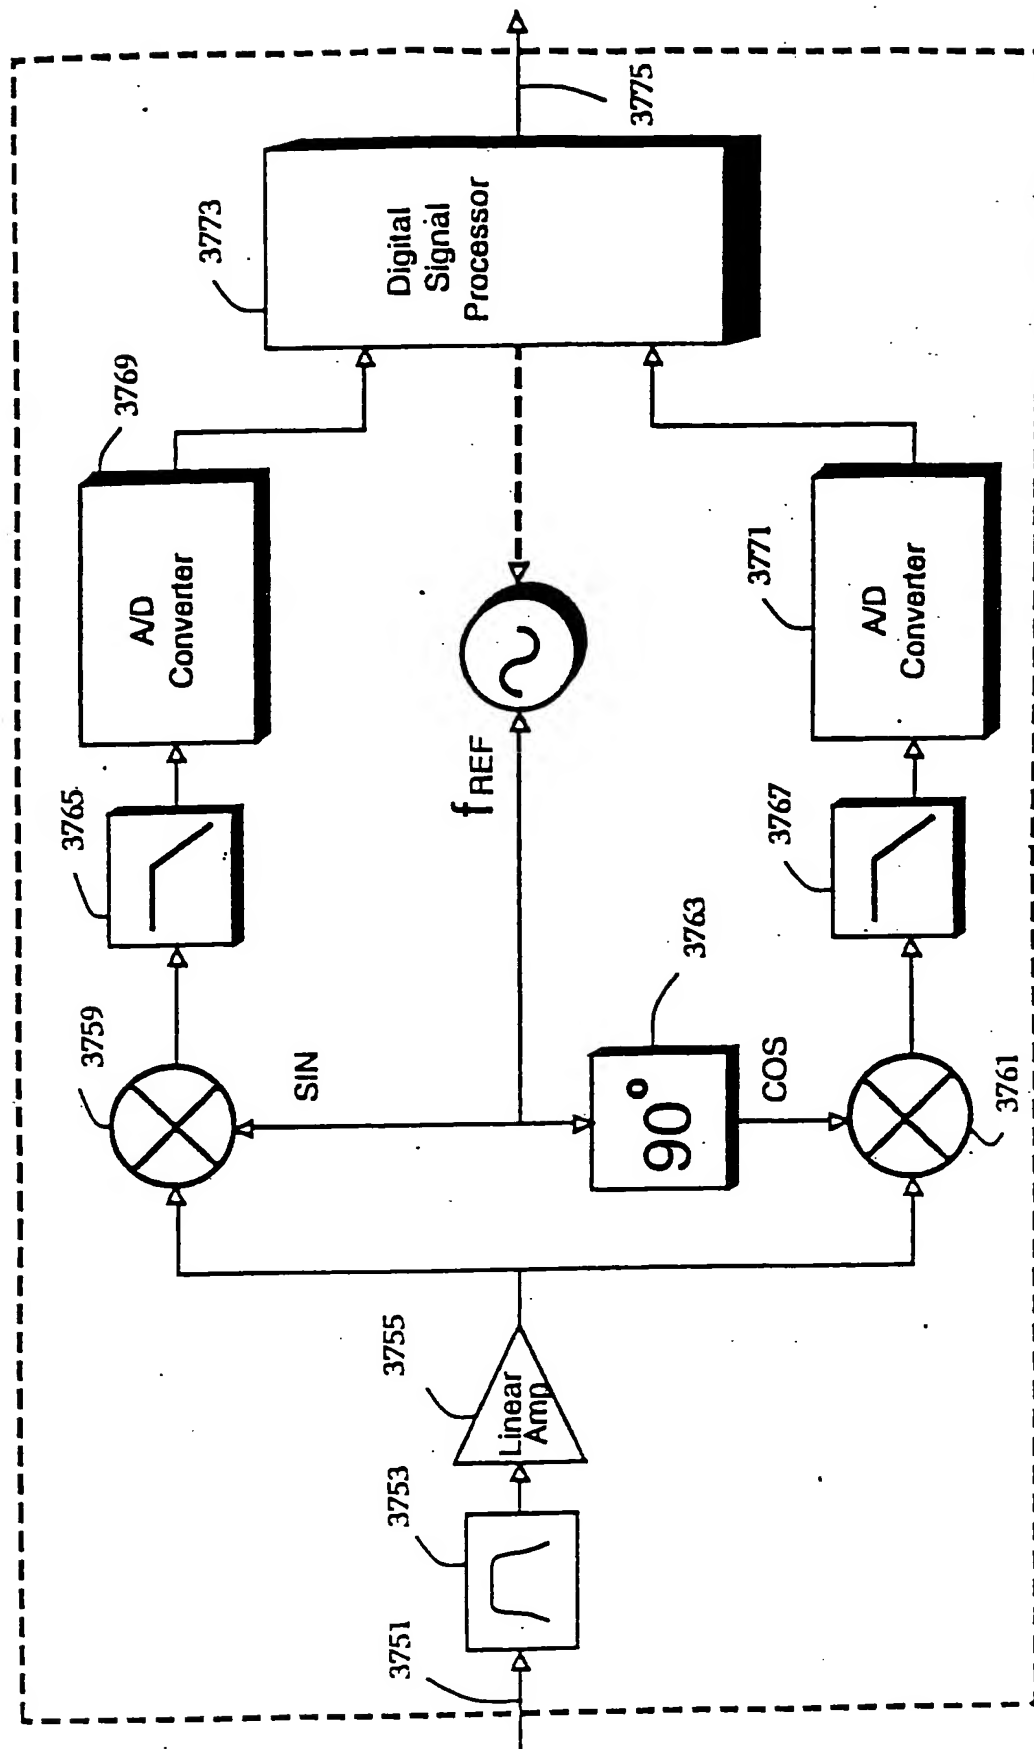 3751
3753
3755
Linear
Amp
3759
SIN
90°
3763
COS
3761
3765
fREF
3767
A/D
Converter
3769
A/D
Converter
3771
Digital
Signal
Processor
3773
3775